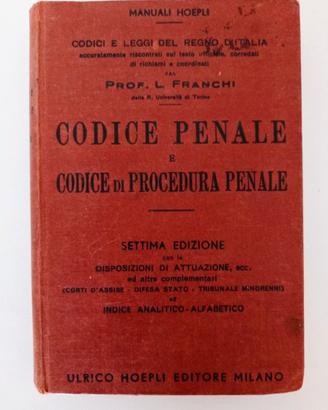 MANUALI HOEPLI
CODICI E LEGGI DEL REGNO D'ITALIA
accuratamente riscontrati sul testo ufficiale, corredati
di richiami e coordinati
DAL
PROF. L. FRANCHI
della R. Università di Torino
CODICE PENALE
E
CODICE DI PROCEDURA PENALE
SETTIMA EDIZIONE
con le
DISPOSIZIONI DI ATTUAZIONE, ecc.
ed altre complementari
(CORTI D'ASSISE - DIFESA STATO - TRIBUNALE MINORENNI)
ed
INDICE ANALITICO-ALFABETICO
ULRICO HOEPLI EDITORE MILANO